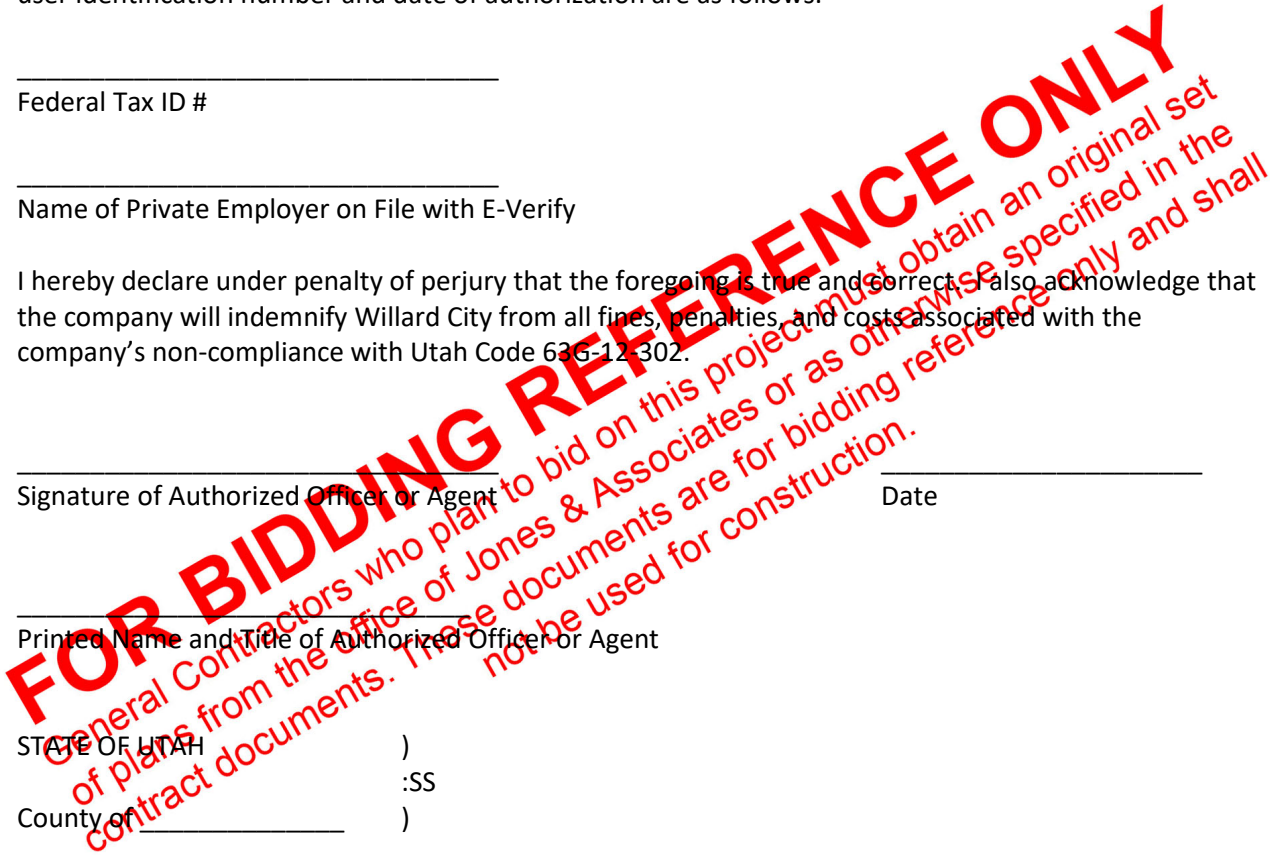 user identification number and date of authorization are as follows:
_________________________________
Federal Tax ID #
_________________________________
Name of Private Employer on File with E-Verify
I hereby declare under penalty of perjury that the foregoing is true and correct. I also acknowledge that
the company will indemnify Willard City from all fines, penalties, and costs associated with the
company’s non-compliance with Utah Code 63G-12-302.
_________________________________ ______________________
Signature of Authorized Officer or Agent Date
_______________________________
Printed Name and Title of Authorized Officer or Agent
STATE OF UTAH )
:SS
County of ______________ )
FOR BIDDING REFERENCE ONLY
General Contractors who plan to bid on this project must obtain an original set
of plans from the office of Jones & Associates or as otherwise specified in the
contract documents. These documents are for bidding reference only and shall
not be used for construction.